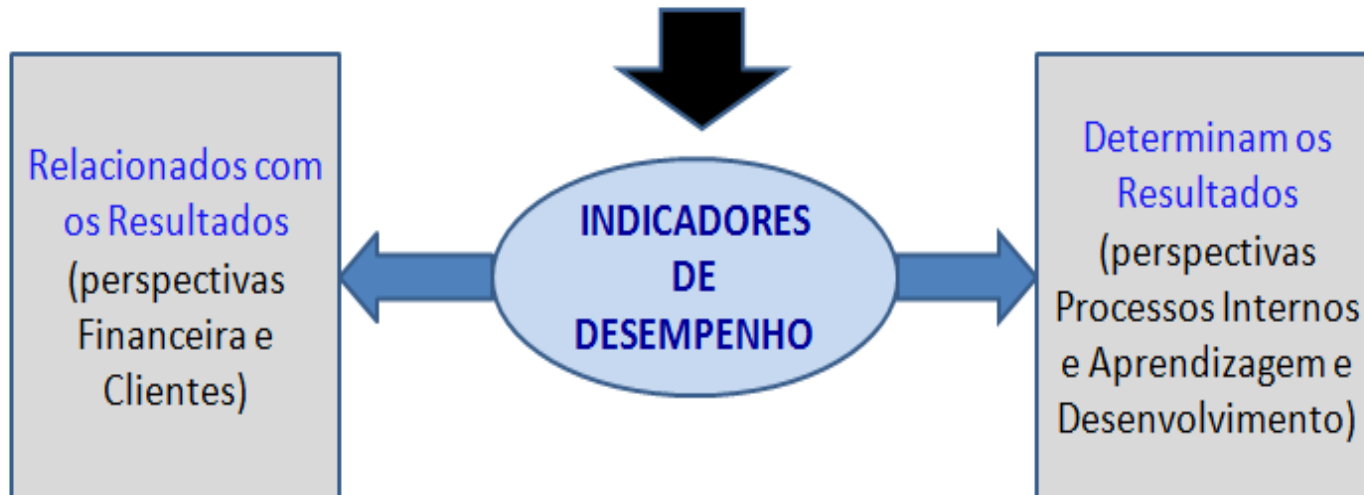 Relacionados com
os Resultados
(perspectivas
Financeira e
Clientes)
INDICADORES
DE
DESEMPENHO
Determinam os
Resultados
(perspectivas
Processos Internos
e Aprendizagem e
Desenvolvimento)